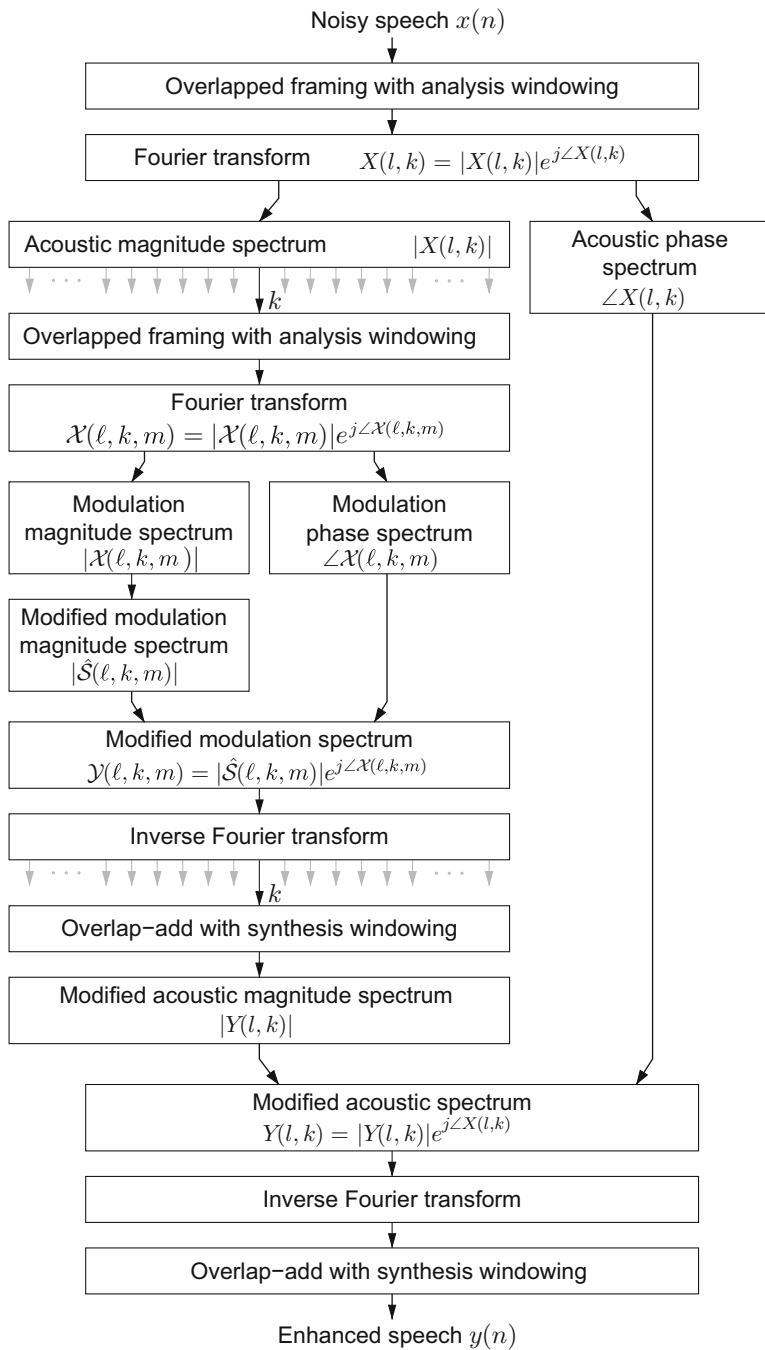 Noisy speech x(n)
Overlapped framing with analysis windowing
Fourier transform X(l, k) = |X(l, k)|e^{j∠X(l,k)}
Acoustic magnitude spectrum |X(l, k)|
Acoustic phase
spectrum
∠X(l, k)
··· ···
k
Overlapped framing with analysis windowing
Fourier transform
𝒳(ℓ, k, m) = |𝒳(ℓ, k, m)|e^{j∠𝒳(ℓ,k,m)}
Modulation
magnitude spectrum
|𝒳(ℓ, k, m)|
Modulation
phase spectrum
∠𝒳(ℓ, k, m)
Modified modulation
magnitude spectrum
|𝒮̂(ℓ, k, m)|
Modified modulation spectrum
𝒴(ℓ, k, m) = |𝒮̂(ℓ, k, m)|e^{j∠𝒳(ℓ,k,m)}
Inverse Fourier transform
··· ···
k
Overlap−add with synthesis windowing
Modified acoustic magnitude spectrum
|Y(l, k)|
Modified acoustic spectrum
Y(l, k) = |Y(l, k)|e^{j∠X(l,k)}
Inverse Fourier transform
Overlap−add with synthesis windowing
Enhanced speech y(n)